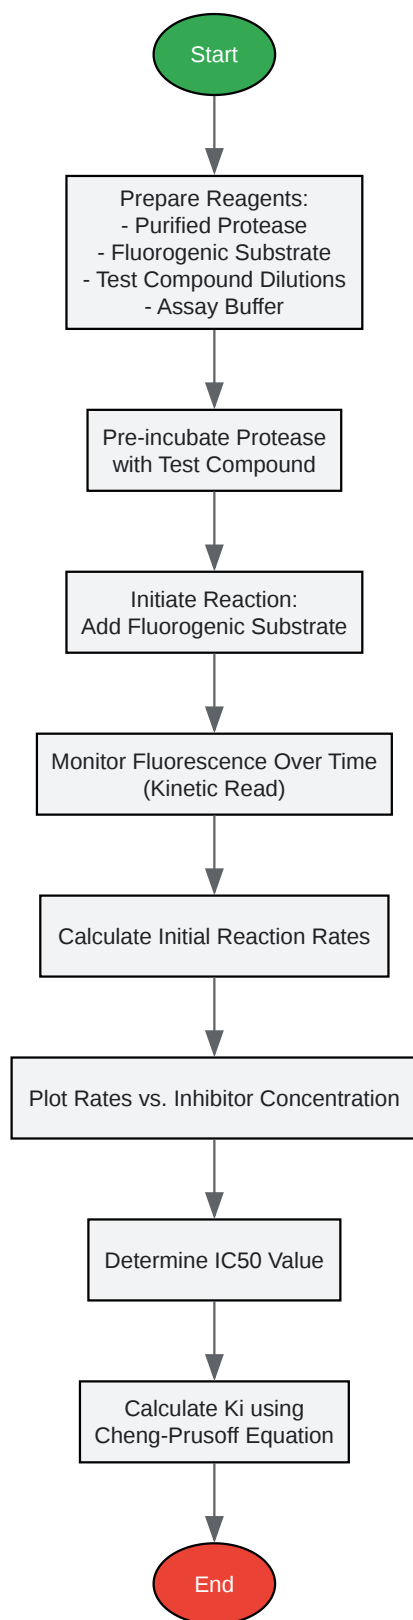 Start
Prepare Reagents:
- Purified Protease
- Fluorogenic Substrate
- Test Compound Dilutions
- Assay Buffer
Pre-incubate Protease
with Test Compound
Initiate Reaction:
Add Fluorogenic Substrate
Monitor Fluorescence Over Time
(Kinetic Read)
Calculate Initial Reaction Rates
Plot Rates vs. Inhibitor Concentration
Determine IC50 Value
Calculate Ki using
Cheng-Prusoff Equation
End